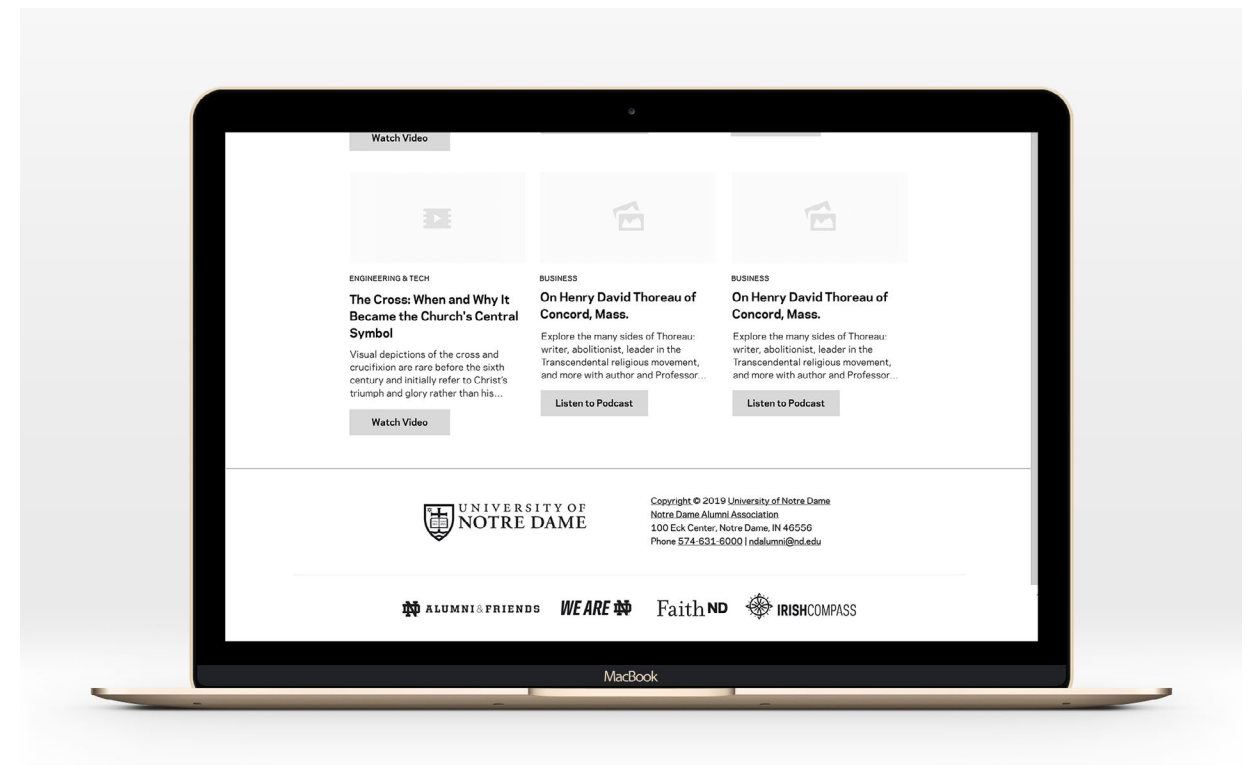 Watch Video
ENGINEERING & TECH
The Cross: When and Why It
Became the Church's Central
Symbol
Visual depictions of the cross and
crucifixion are rare before the sixth
century and initially refer to Christ's
triumph and glory rather than his...
Watch Video
BUSINESS
On Henry David Thoreau of
Concord, Mass.
Explore the many sides of Thoreau:
writer, abolitionist, leader in the
Transcendental religious movement,
and more with author and Professor...
Listen to Podcast
BUSINESS
On Henry David Thoreau of
Concord, Mass.
Explore the many sides of Thoreau:
writer, abolitionist, leader in the
Transcendental religious movement,
and more with author and Professor...
Listen to Podcast
UNIVERSITY OF
NOTRE DAME
Copyright © 2019 University of Notre Dame
Notre Dame Alumni Association
100 Eck Center, Notre Dame, IN 46556
Phone 574-631-6000 | ndalumni@nd.edu
ND ALUMNI & FRIENDS
WE ARE ND
Faith ND
IRISHCOMPASS
MacBook